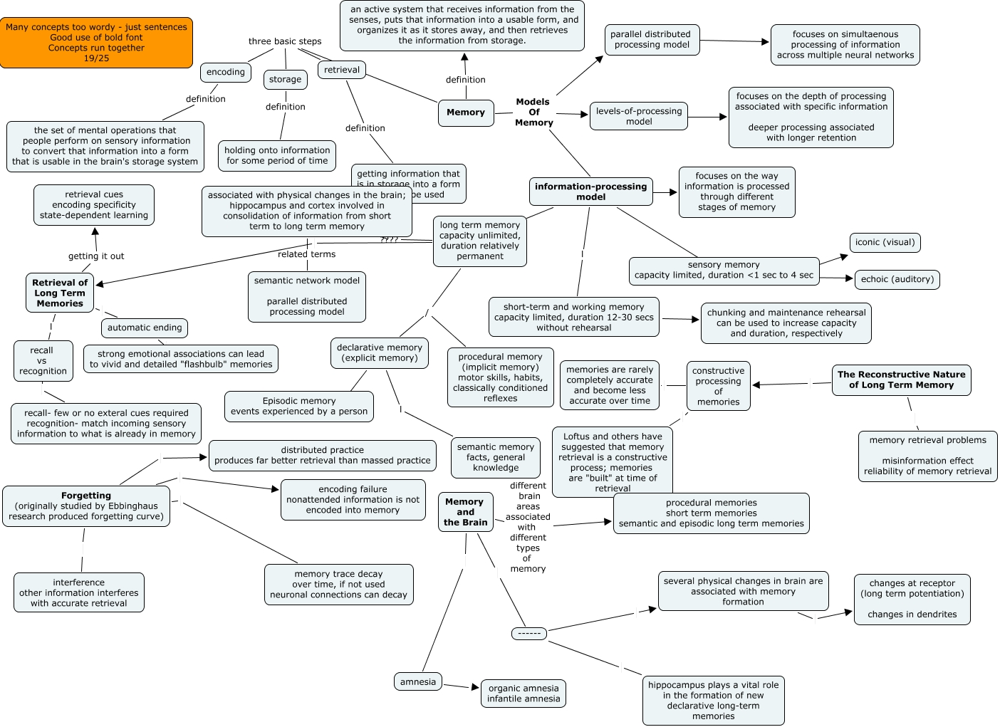 Many concepts too wordy - just sentences
Good use of bold font
Concepts run together
19/25
three basic steps
encoding
storage
retrieval
definition
definition
definition
the set of mental operations that
people perform on sensory information
to convert that information into a form
that is usable in the brain's storage system
holding onto information
for some period of time
getting information that
is in storage into a form
be used
an active system that receives information from the
senses, puts that information into a usable form, and
organizes it as it stores away, and then retrieves
the information from storage.
definition
Memory
Models
Of
Memory
parallel distributed
processing model
focuses on simultaenous
processing of information
across multiple neural networks
levels-of-processing
model
focuses on the depth of processing
associated with specific information
deeper processing associated
with longer retention
information-processing
model
focuses on the way
information is processed
through different
stages of memory
retrieval cues
encoding specificity
state-dependent learning
getting it out
Retrieval of
Long Term
Memories
associated with physical changes in the brain;
hippocampus and cortex involved in
consolidation of information from short
term to long term memory
????
related terms
semantic network model
parallel distributed
processing model
long term memory
capacity unlimited,
duration relatively
permanent
sensory memory
capacity limited, duration <1 sec to 4 sec
iconic (visual)
echoic (auditory)
short-term and working memory
capacity limited, duration 12-30 secs
without rehearsal
chunking and maintenance rehearsal
can be used to increase capacity
and duration, respectively
automatic ending
strong emotional associations can lead
to vivid and detailed "flashbulb" memories
recall
vs
recognition
recall- few or no exteral cues required
recognition- match incoming sensory
information to what is already in memory
declarative memory
(explicit memory)
procedural memory
(implicit memory)
motor skills, habits,
classically conditioned
reflexes
Episodic memory
events experienced by a person
semantic memory
facts, general
knowledge
memories are rarely
completely accurate
and become less
accurate over time
constructive
processing
of
memories
The Reconstructive Nature
of Long Term Memory
Loftus and others have
suggested that memory
retrieval is a constructive
process; memories
are "built" at time of
retrieval
memory retrieval problems
misinformation effect
reliability of memory retrieval
distributed practice
produces far better retrieval than massed practice
Forgetting
(originally studied by Ebbinghaus
research produced forgetting curve)
encoding failure
nonattended information is not
encoded into memory
interference
other information interferes
with accurate retrieval
memory trace decay
over time, if not used
neuronal connections can decay
Memory
and
the Brain
different
brain
areas
associated
with
different
types
of
memory
procedural memories
short term memories
semantic and episodic long term memories
several physical changes in brain are
associated with memory
formation
changes at receptor
(long term potentiation)
changes in dendrites
------
amnesia
organic amnesia
infantile amnesia
hippocampus plays a vital role
in the formation of new
declarative long-term
memories